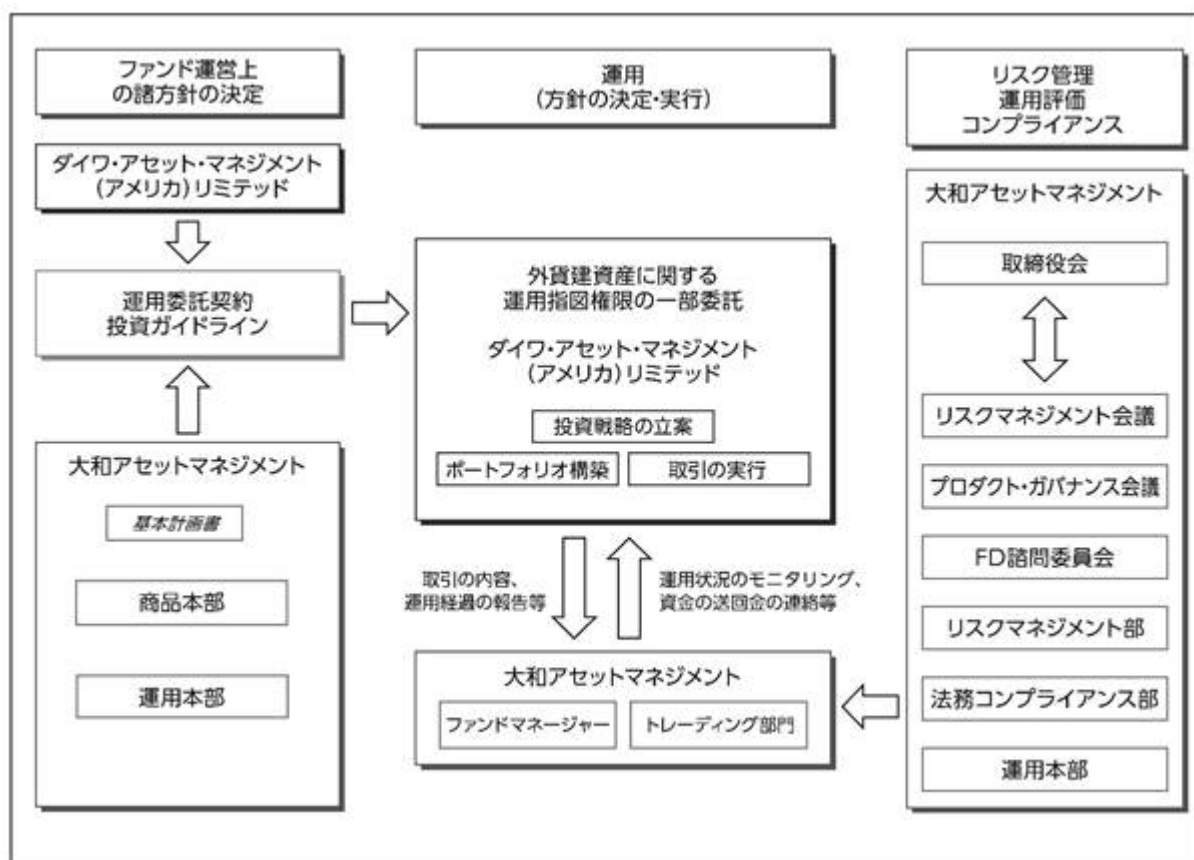 ファンド運営上
の諸方針の決定
ダイワ・アセット・マネジメント
(アメリカ)リミテッド
運用委託契約
投資ガイドライン
大和アセットマネジメント
基本計画書
商品本部
運用本部
運用
(方針の決定・実行)
外貨建資産に関する
運用指図権限の一部委託
ダイワ・アセット・マネジメント
(アメリカ)リミテッド
投資戦略の立案
ポートフォリオ構築
取引の実行
取引の内容、
運用経過の報告等
運用状況のモニタリング、
資金の送回金の連絡等
大和アセットマネジメント
ファンドマネージャー
トレーディング部門
リスク管理
運用評価
コンプライアンス
大和アセットマネジメント
取締役会
リスクマネジメント会議
プロダクト・ガバナンス会議
FD諮問委員会
リスクマネジメント部
法務コンプライアンス部
運用本部